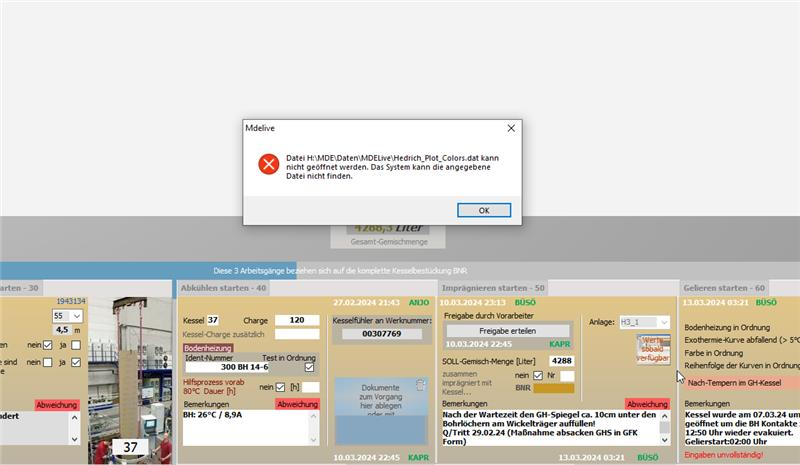 Mdelive
Datei H:\MDE\Daten\MDELive\Hedrich_Plot_Colors.dat kann
nicht geöffnet werden. Das System kann die angegebene
Datei nicht finden.
OK
4288,3 Liter
Gesamt-Gemischmenge
Diese 3 Arbeitsgänge beziehen sich auf die komplette Kesselbestückung BNR
arten - 30
1943134
55
4,5 m
en nein ja
e sind
e nein ja
Abweichung
ndert
37
Abkühlen starten - 40
27.02.2024 21:43 ANJO
Kessel 37 Charge 120
Kessel-Charge zusätzlich
Bodenheizung
Ident-Nummer Test in Ordnung
300 BH 14-6
Hilfsprozess vorab
80°C Dauer [h] nein [h]
Bemerkungen Abweichung
BH: 26°C / 8,9A
Kesselfühler an Werknummer:
00307769
Dokumente
zum Vorgang
hier ablegen
oder mit
10.03.2024 22:45 KAPR
Imprägnieren starten - 50
10.03.2024 23:13 BÜSÖ
Freigabe durch Vorarbeiter
Freigabe erteilen
10.03.2024 22:45 KAPR
Anlage: H3_1
Werte
sobald
verfügbar
SOLL-Gemisch-Menge [Liter] 4288
zusammen
imprägniert mit
Kessel... nein Nr
BNR
Bemerkungen Abweichung
Nach der Wartezeit den GH-Spiegel ca. 10cm unter den
Bohrlöchern am Wickelträger auffüllen!
Q/Tritt 29.02.24 (Maßnahme absacken GHS in GFK
Form)
13.03.2024 03:21 BÜSÖ
Gelieren starten - 60
13.03.2024 03:21 BÜSÖ
Bodenheizung in Ordnung
Exothermie-Kurve abfallend (> 5°C
Farbe in Ordnung
Reihenfolge der Kurven in Ordnung
Nach-Tempern im GH-Kessel
Bemerkungen
Kessel wurde am 07.03.24 um
geöffnet um die BH Kontakte
12:50 Uhr wieder evakuiert.
Gelierstart:02:00 Uhr
Eingaben unvollständig!